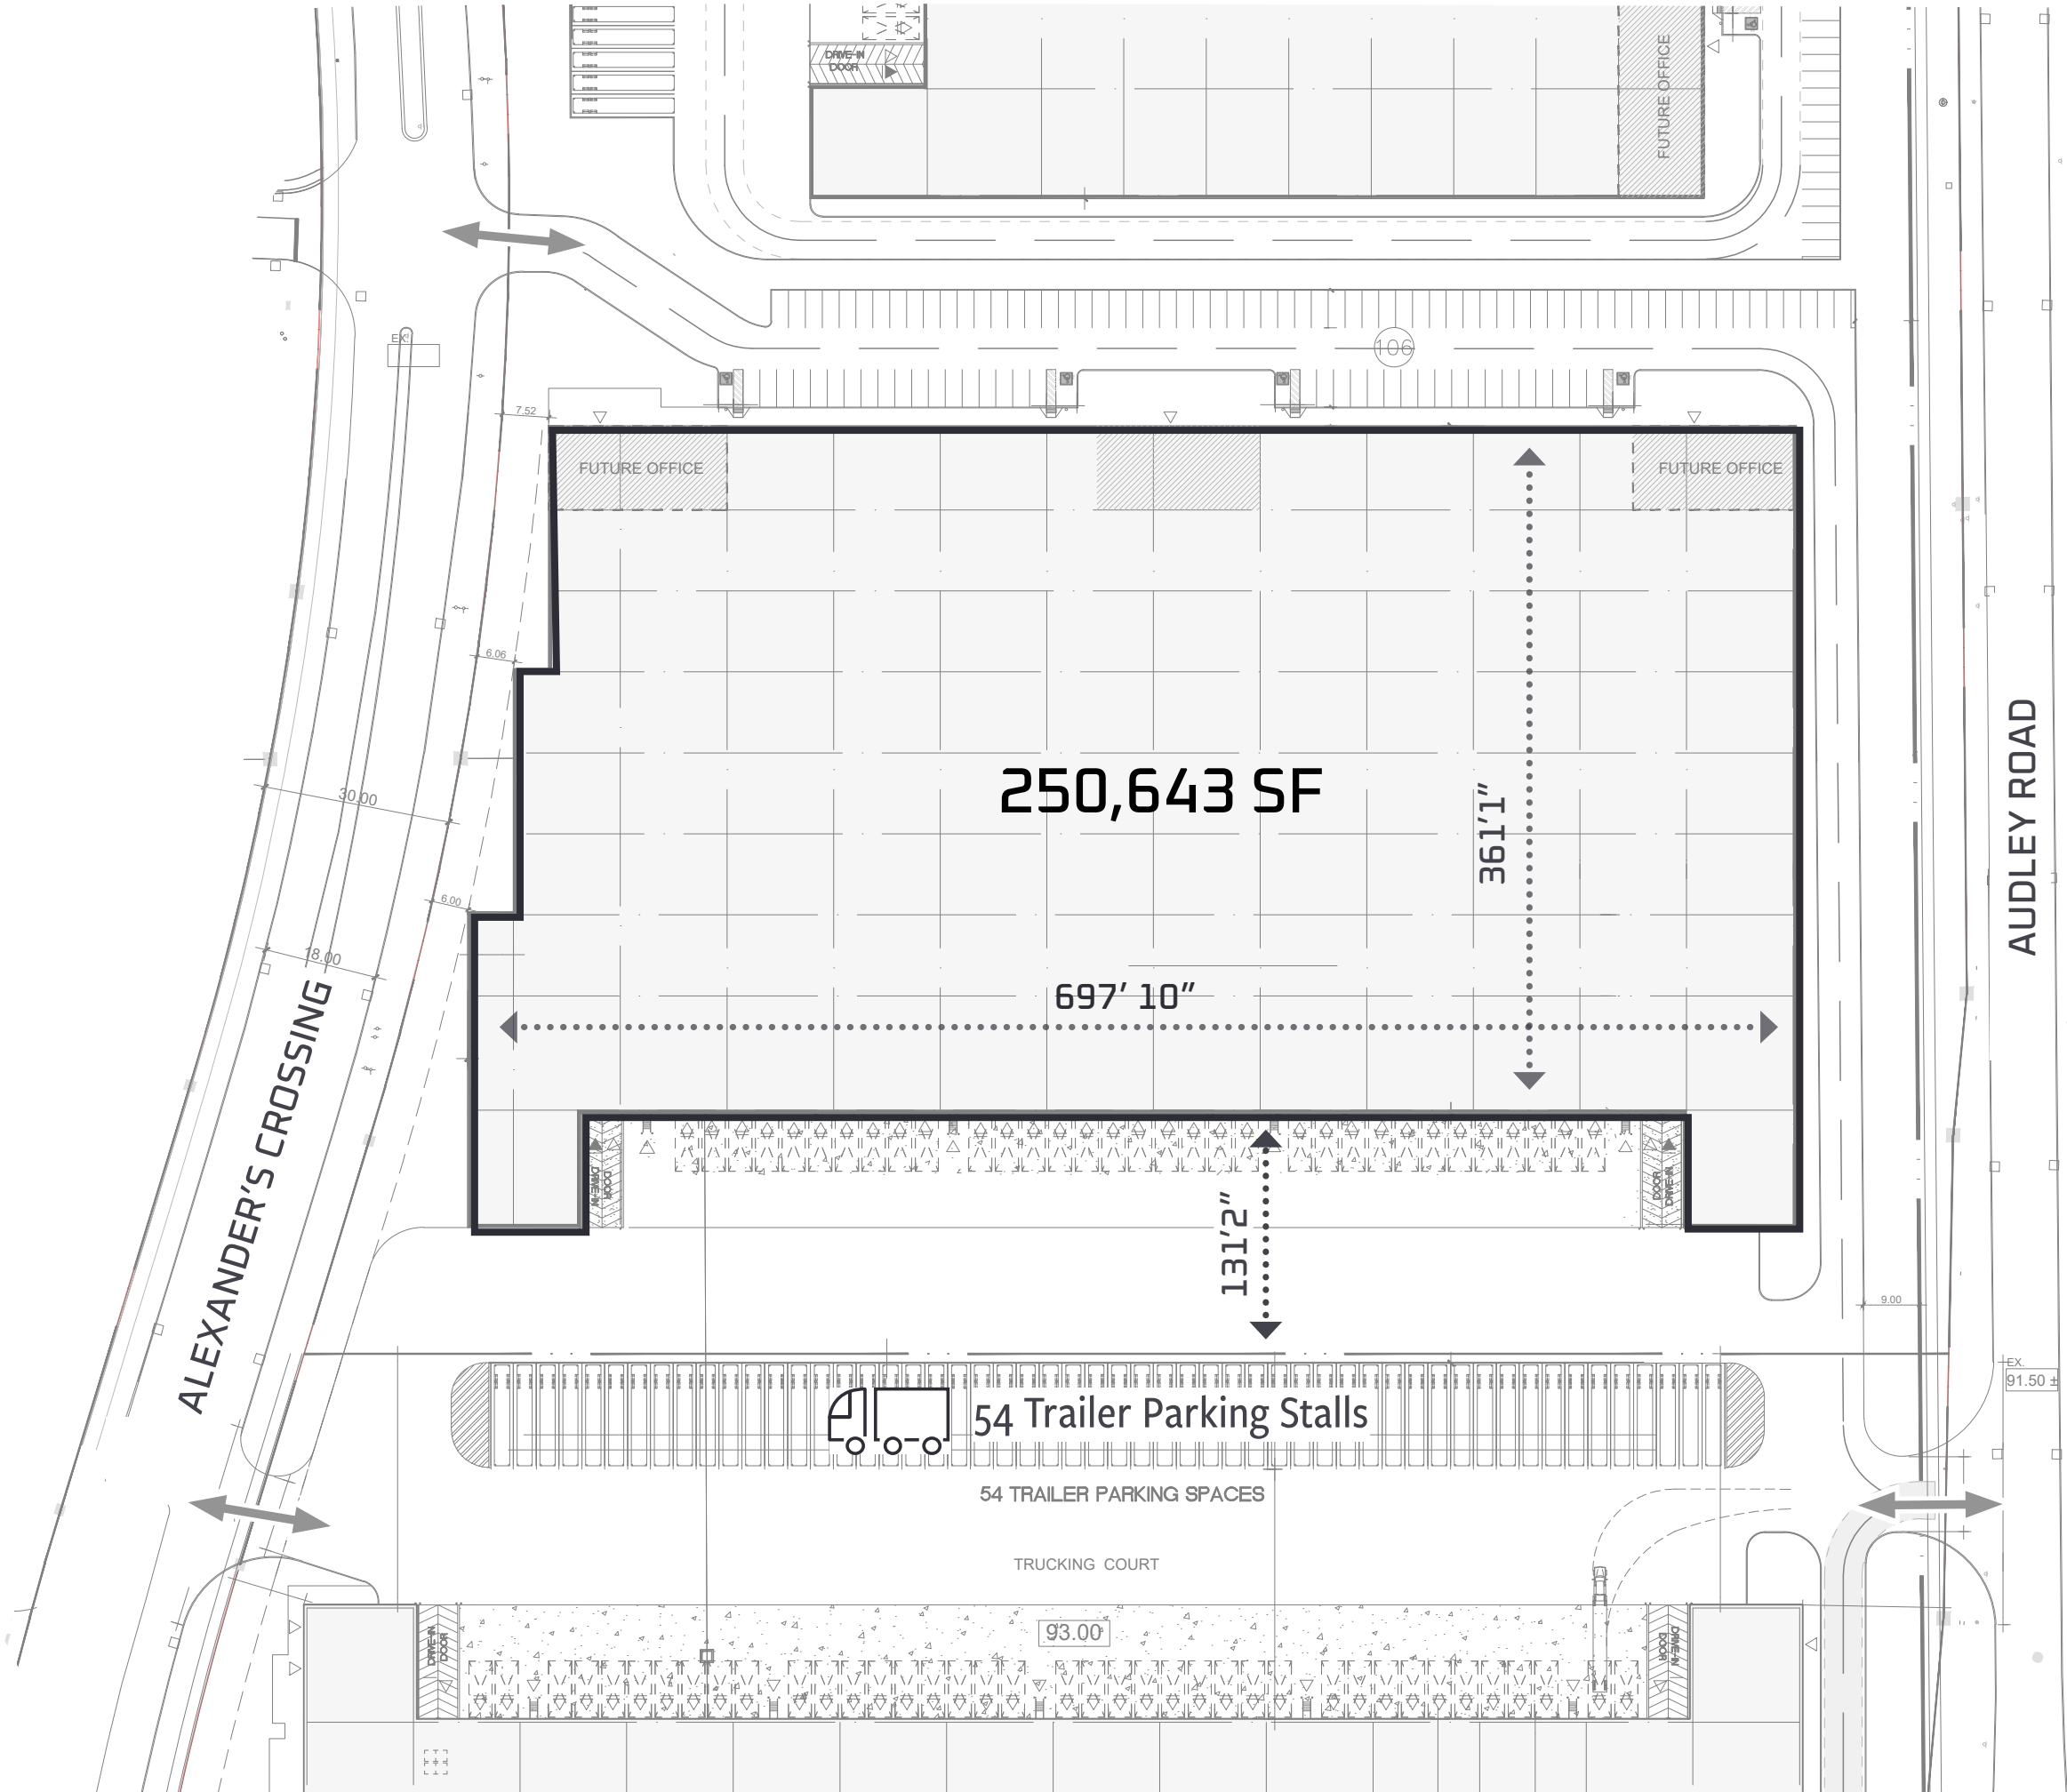 DRIVE-IN
DOOR
FUTURE OFFICE
EX.
106
7.52
FUTURE OFFICE
FUTURE OFFICE
6.06
30.00
250,643 SF
361'1"
AUDLEY ROAD
6.00
18.00
697' 10"
ALEXANDER'S CROSSING
DRIVE-IN
DOOR
DOOR
DRIVE-IN
131'2"
9.00
EX.
91.50 ±
54 Trailer Parking Stalls
54 TRAILER PARKING SPACES
TRUCKING COURT
93.00
DRIVE-IN
DOOR
DRIVE-IN
DOOR